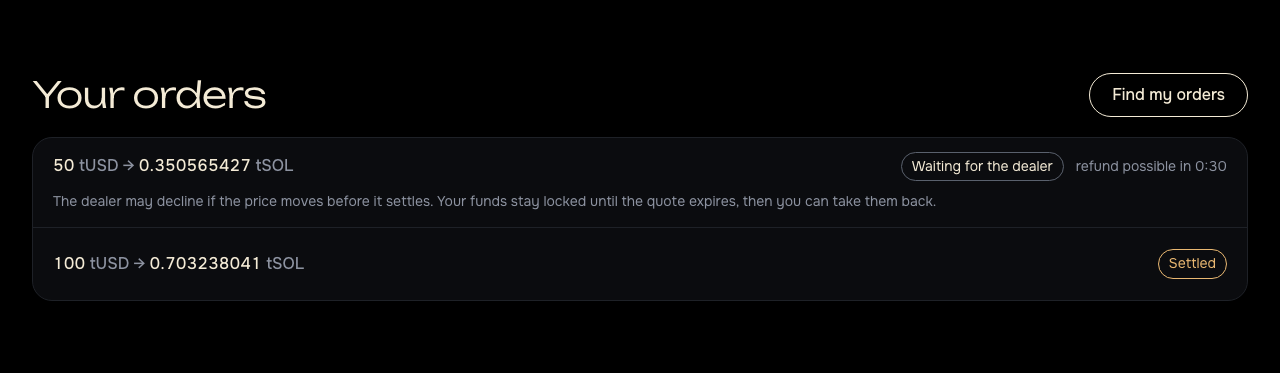 Your orders
Find my orders
50 tUSD → 0.350565427 tSOL
Waiting for the dealer
refund possible in 0:30
The dealer may decline if the price moves before it settles. Your funds stay locked until the quote expires, then you can take them back.
100 tUSD → 0.703238041 tSOL
Settled